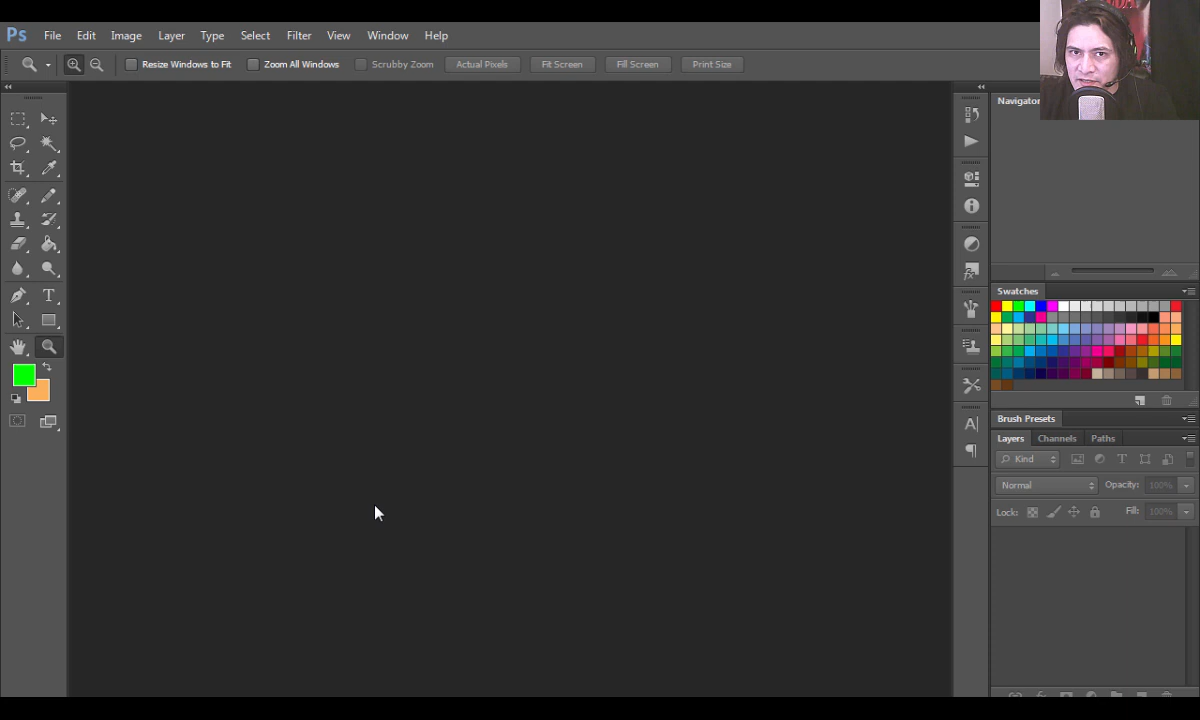 Ps File Edit Image Layer Type Select Filter View Window Help
Resize Windows to Fit Zoom All Windows Scrubby Zoom Actual Pixels Fit Screen Fill Screen Print Size
Navigator
Swatches
Brush Presets
Layers Channels Paths
Kind
Normal Opacity: 100%
Lock: Fill: 100%